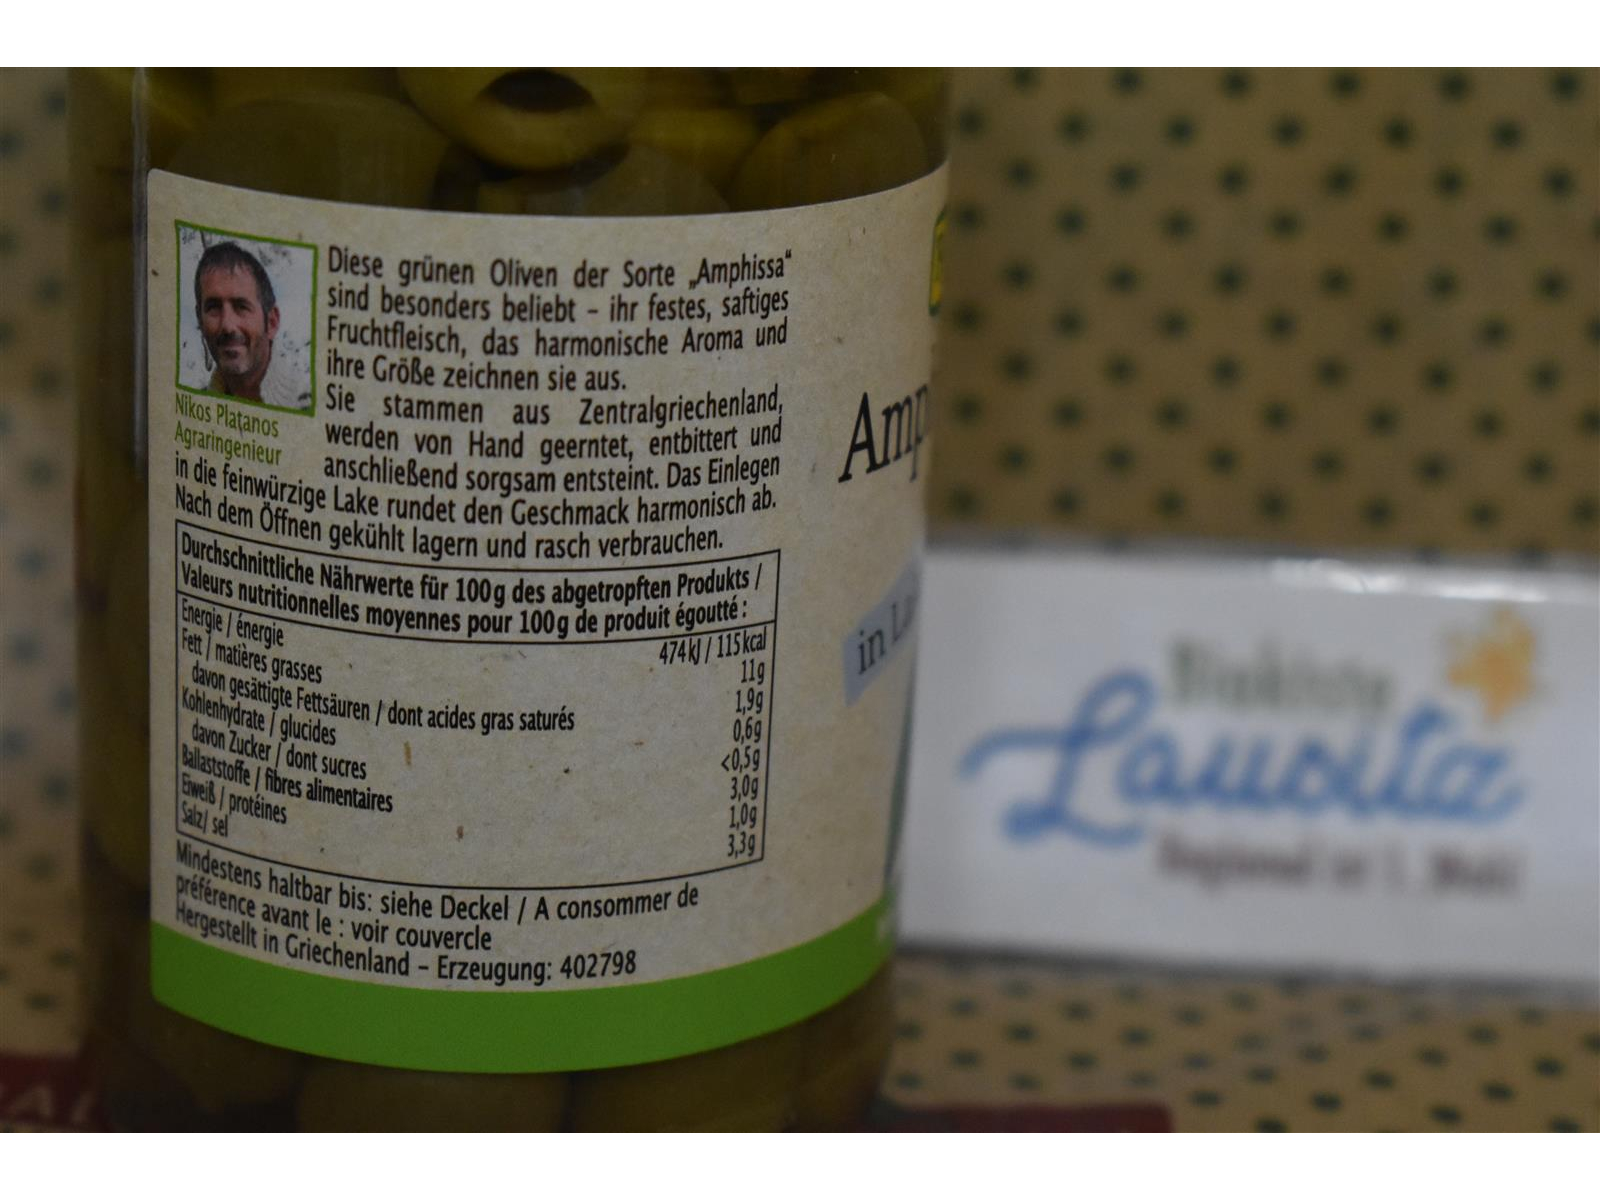 Diese grünen Oliven der Sorte „Amphissa“
sind besonders beliebt – ihr festes, saftiges
Fruchtfleisch, das harmonische Aroma und
ihre Größe zeichnen sie aus.
Sie stammen aus Zentralgriechenland,
werden von Hand geerntet, entbittert und
anschließend sorgsam entsteint. Das Einlegen
in die feinwürzige Lake rundet den Geschmack harmonisch ab.
Nach dem Öffnen gekühlt lagern und rasch verbrauchen.
Nikos Platanos
Agraringenieur
Durchschnittliche Nährwerte für 100g des abgetropften Produkts /
Valeurs nutritionnelles moyennes pour 100g de produit égoutté :
Energie / énergie 474kJ / 115kcal
Fett / matières grasses 11g
davon gesättigte Fettsäuren / dont acides gras saturés 1,9g
Kohlenhydrate / glucides 0,6g
davon Zucker / dont sucres <0,5g
Ballaststoffe / fibres alimentaires 3,0g
Eiweiß / protéines 1,0g
Salz/ sel 3,3g
Mindestens haltbar bis: siehe Deckel / A consommer de
préférence avant le : voir couvercle
Hergestellt in Griechenland – Erzeugung: 402798
Amp
in La
Biokiste
Lausitz
Regional ist 1. Wahl